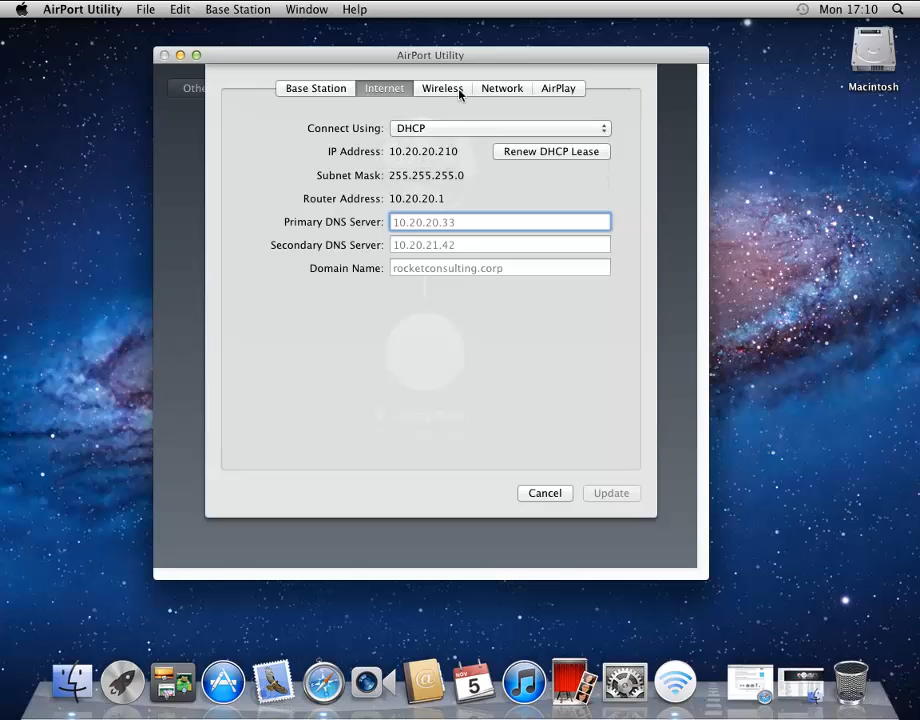 AirPort Utility File Edit Base Station Window Help Mon 17:10
AirPort Utility
Macintosh
Othe
Base Station Internet Wireless Network AirPlay
Connect Using: DHCP
IP Address: 10.20.20.210 Renew DHCP Lease
Subnet Mask: 255.255.255.0
Router Address: 10.20.20.1
Primary DNS Server: 10.20.20.33
Secondary DNS Server: 10.20.21.42
Domain Name: rocketconsulting.corp
Cancel Update
NOV
5